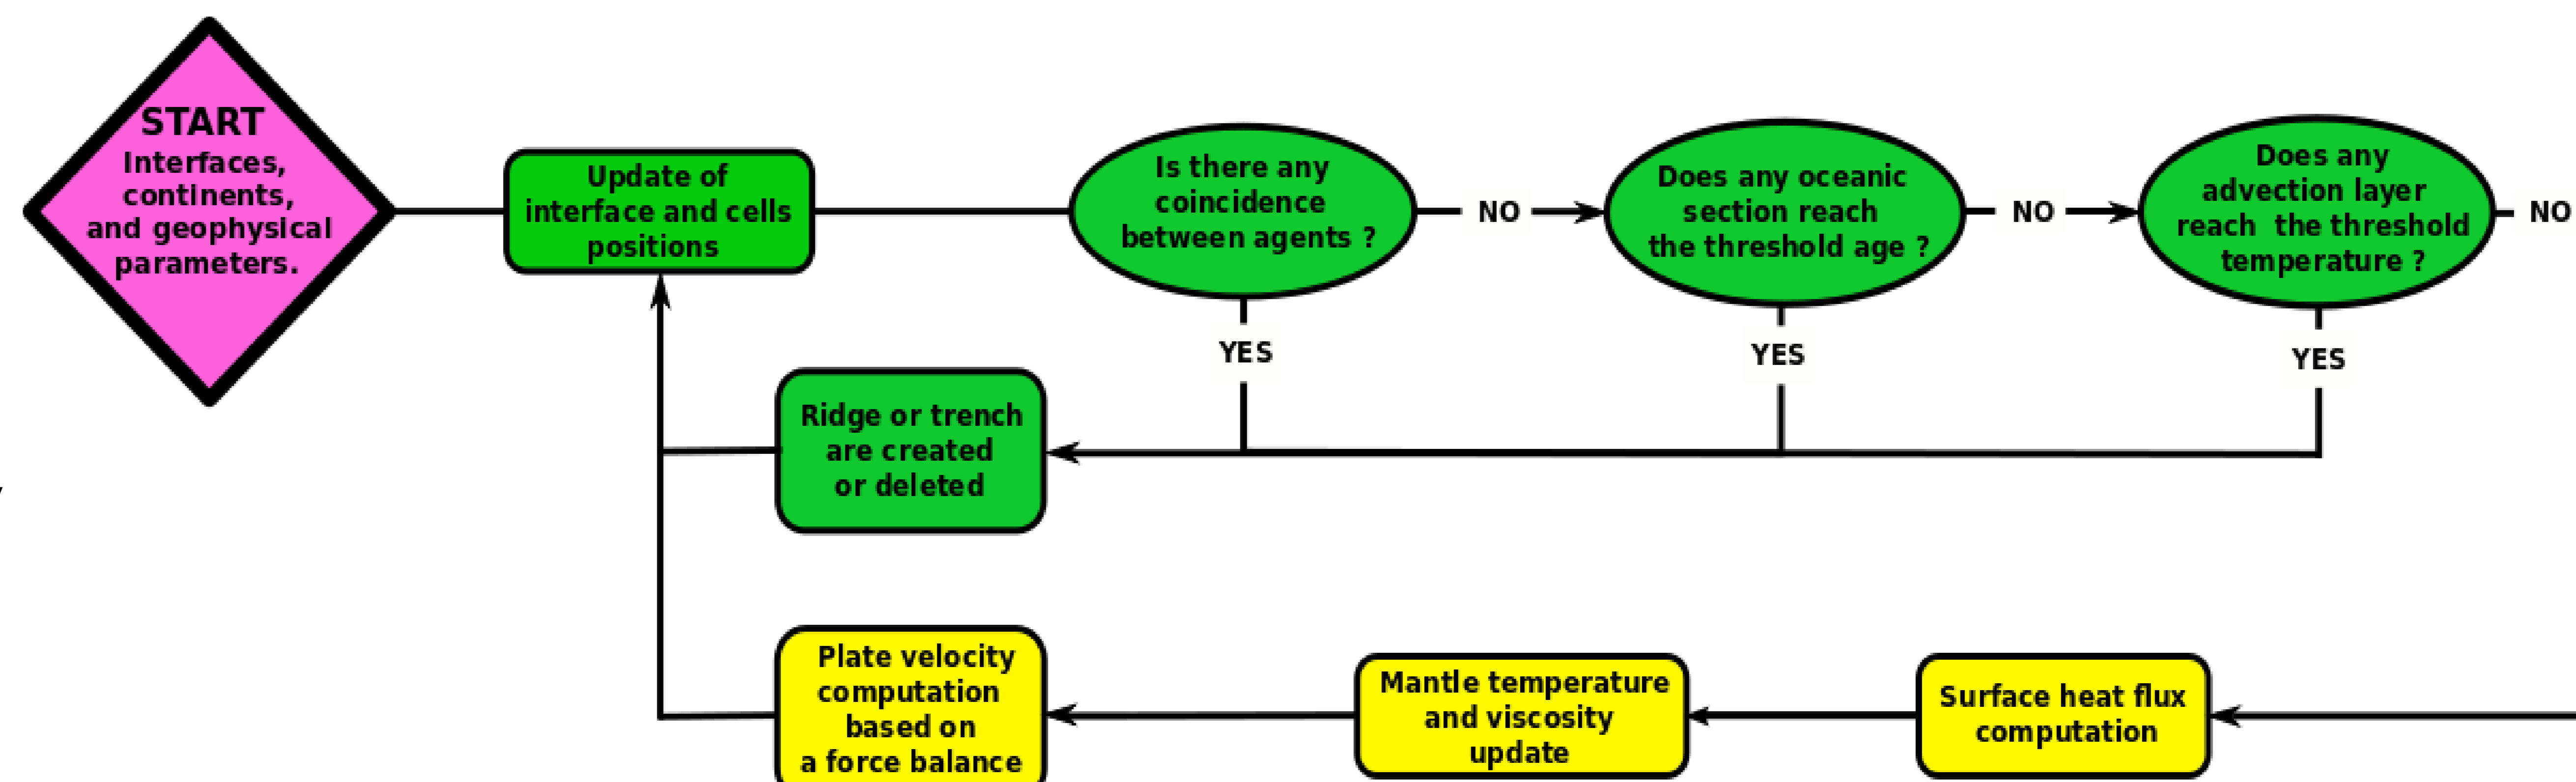 START
Interfaces,
continents,
and geophysical
parameters.
Update of
interface and cells
positions
Is there any
coincidence
between agents ?
NO
Does any oceanic
section reach
the threshold age ?
NO
Does any
advection layer
reach the threshold
temperature ?
NO
YES
YES
YES
Ridge or trench
are created
or deleted
Plate velocity
computation
based on
a force balance
Mantle temperature
and viscosity
update
Surface heat flux
computation